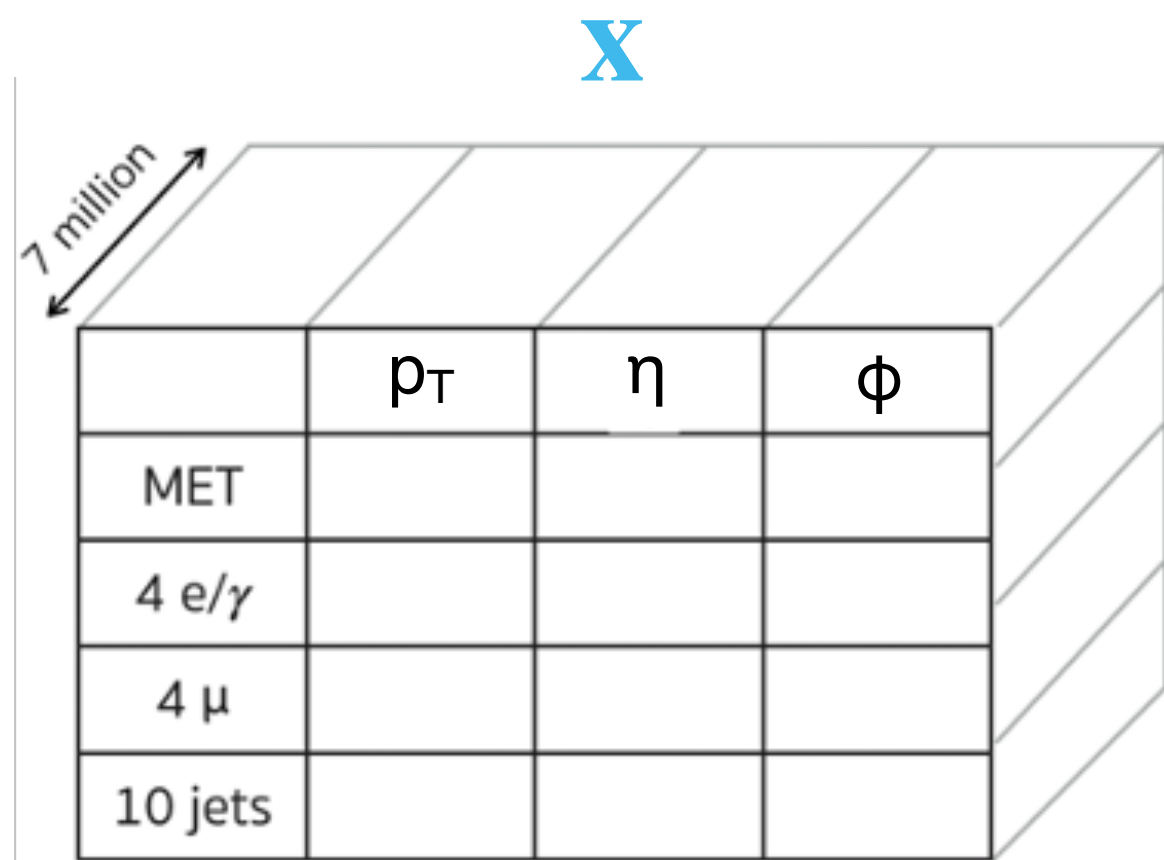 X
7 million
pT η ϕ
MET
4 e/γ
4 μ
10 jets